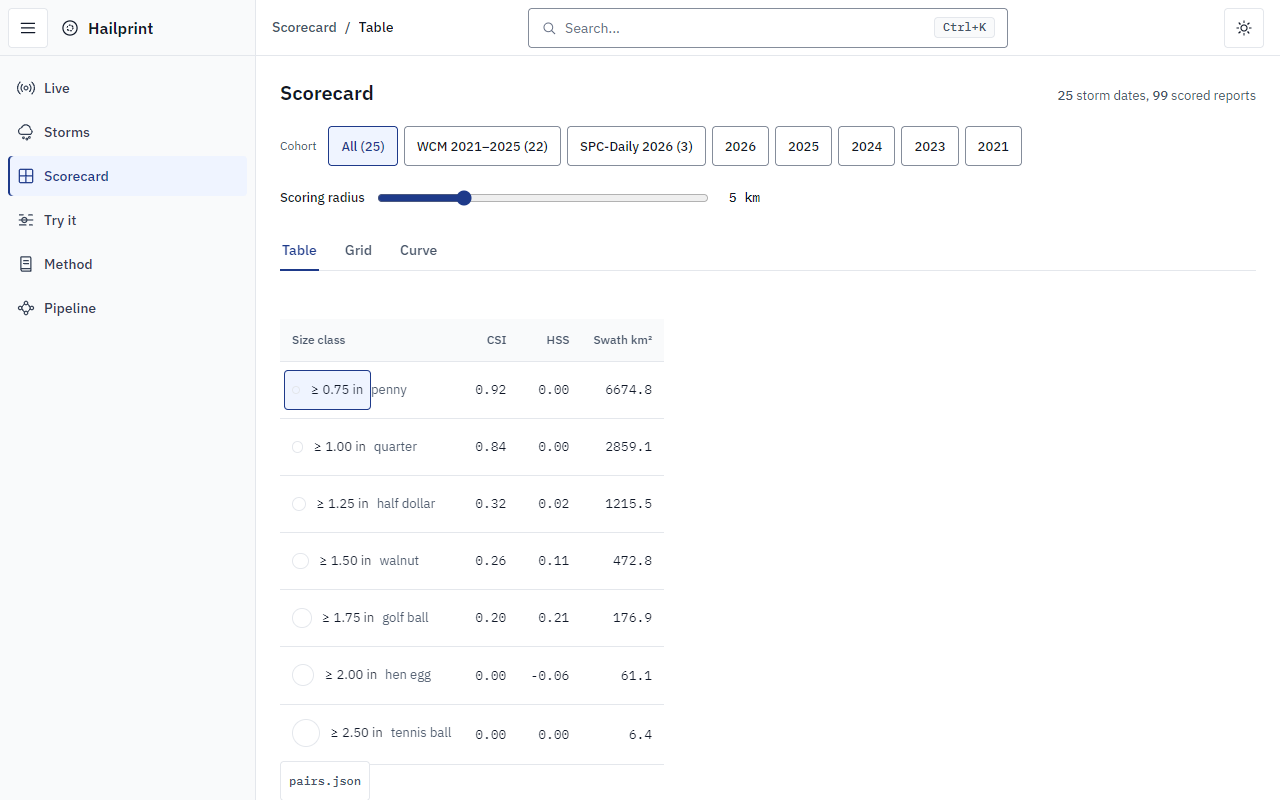 Hailprint
Scorecard / Table
Search...
Ctrl+K
Live
Storms
Scorecard
Try it
Method
Pipeline
Scorecard
25 storm dates, 99 scored reports
Cohort All (25) WCM 2021–2025 (22) SPC-Daily 2026 (3) 2026 2025 2024 2023 2021
Scoring radius 5 km
Table Grid Curve
Size class CSI HSS Swath km²
≥ 0.75 in penny 0.92 0.00 6674.8
≥ 1.00 in quarter 0.84 0.00 2859.1
≥ 1.25 in half dollar 0.32 0.02 1215.5
≥ 1.50 in walnut 0.26 0.11 472.8
≥ 1.75 in golf ball 0.20 0.21 176.9
≥ 2.00 in hen egg 0.00 -0.06 61.1
≥ 2.50 in tennis ball 0.00 0.00 6.4
pairs.json